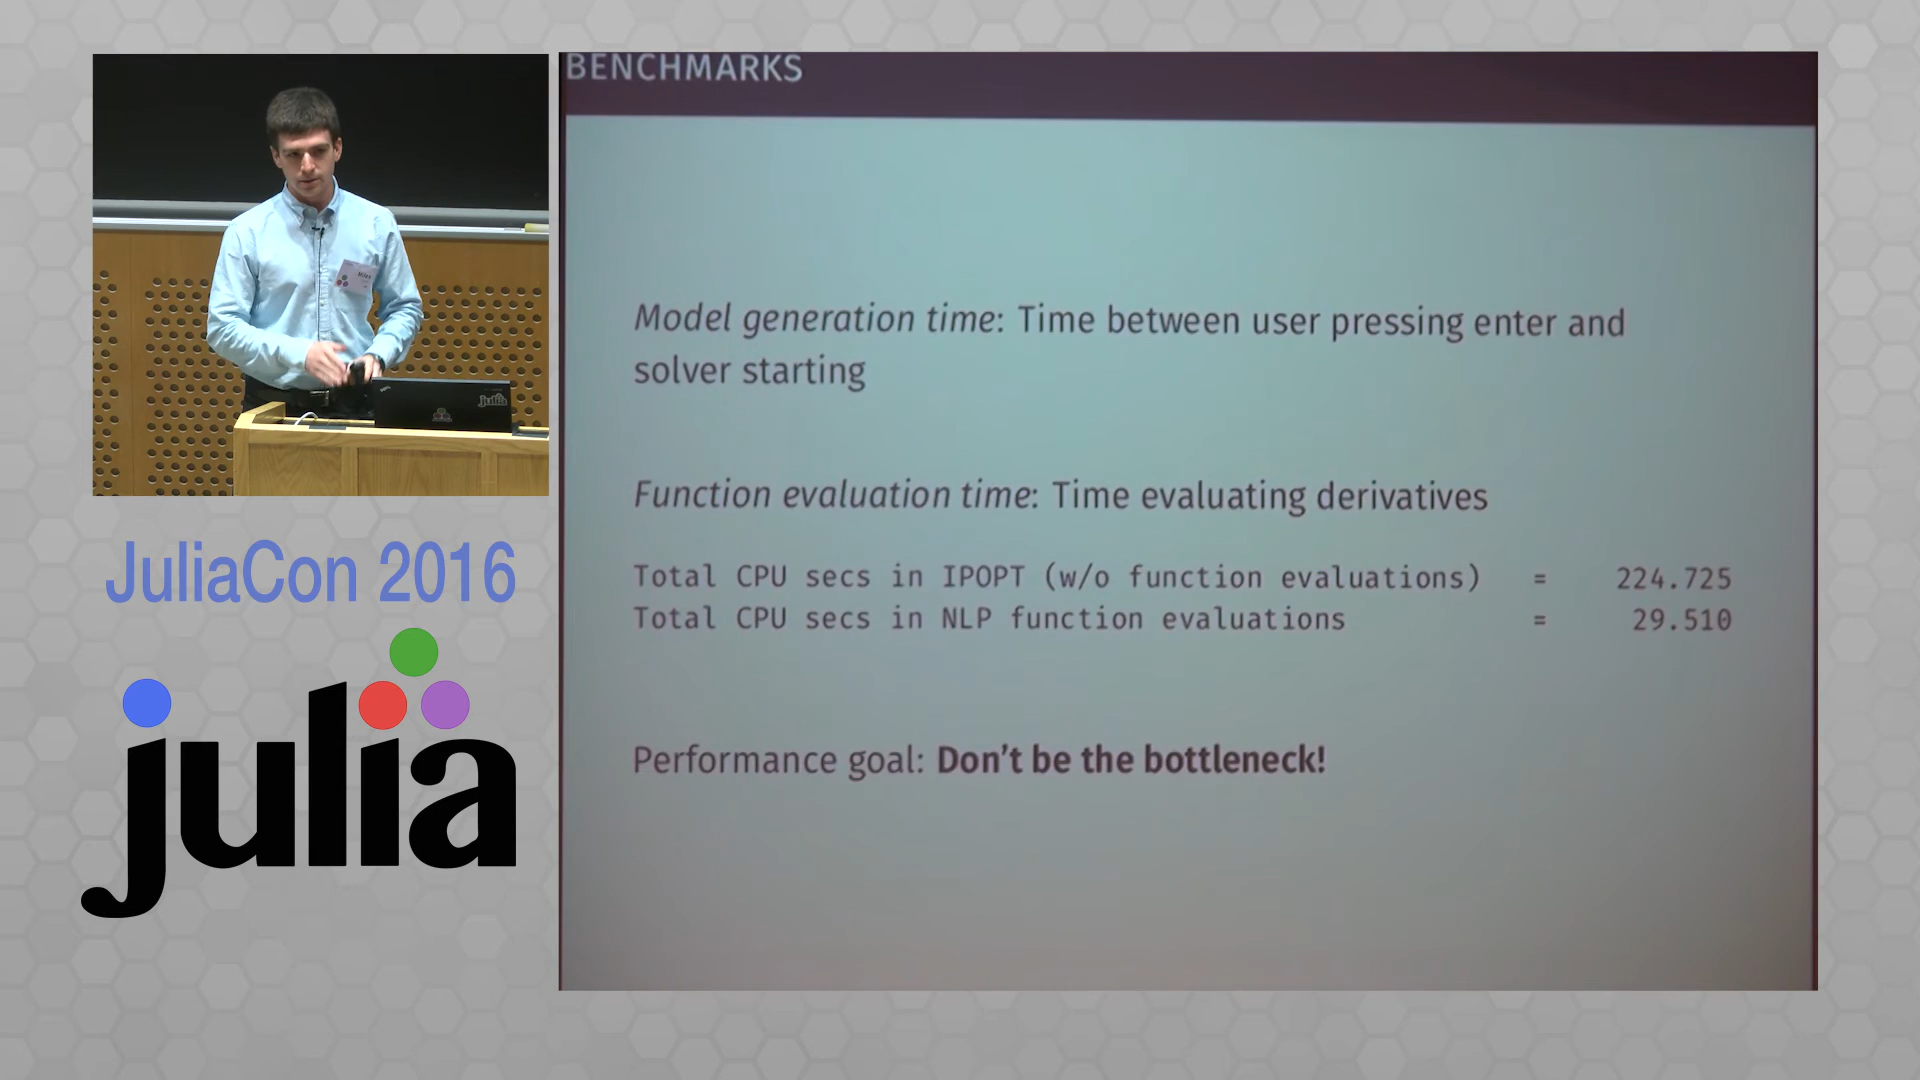 BENCHMARKS
Model generation time: Time between user pressing enter and
solver starting
Function evaluation time: Time evaluating derivatives
Total CPU secs in IPOPT (w/o function evaluations) = 224.725
Total CPU secs in NLP function evaluations = 29.510
Performance goal: Don't be the bottleneck!
JuliaCon 2016
julia
julia
Miles